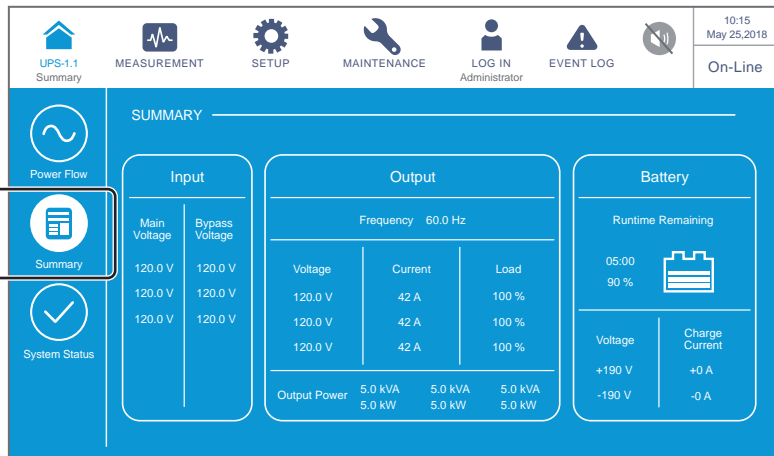 UPS-1.1
Summary
MEASUREMENT
SETUP
MAINTENANCE
LOG IN
Administrator
EVENT LOG
10:15
May 25,2018
On-Line
Power Flow
Summary
System Status
SUMMARY
Input
Main Voltage
Bypass Voltage
120.0 V 120.0 V
120.0 V 120.0 V
120.0 V 120.0 V
Output
Frequency 60.0 Hz
Voltage Current Load
120.0 V 42 A 100 %
120.0 V 42 A 100 %
120.0 V 42 A 100 %
Output Power 5.0 kVA 5.0 kVA 5.0 kVA
5.0 kW 5.0 kW 5.0 kW
Battery
Runtime Remaining
05:00
90 %
Voltage
Charge Current
+190 V +0 A
-190 V -0 A